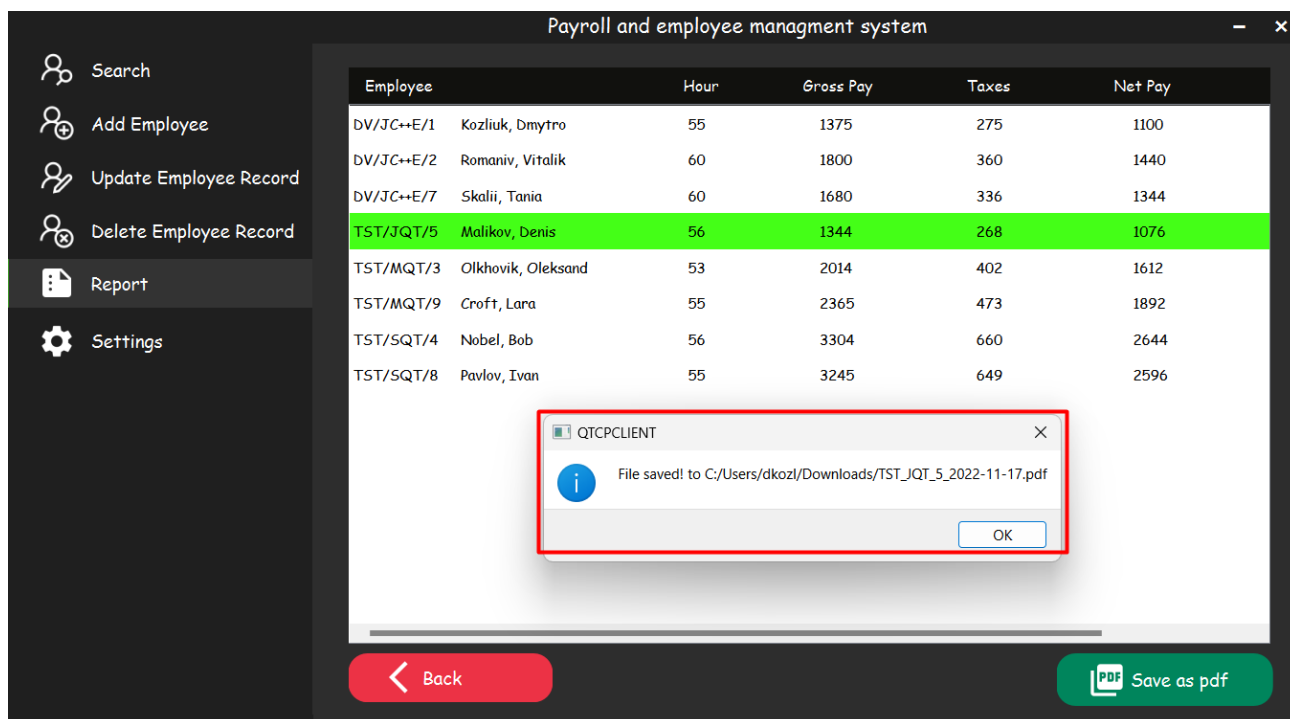 Payroll and employee managment system
Search
Add Employee
Update Employee Record
Delete Employee Record
Report
Settings
Employee Hour Gross Pay Taxes Net Pay
DV/JC++E/1 Kozliuk, Dmytro 55 1375 275 1100
DV/JC++E/2 Romaniv, Vitalik 60 1800 360 1440
DV/JC++E/7 Skalii, Tania 60 1680 336 1344
TST/JQT/5 Malikov, Denis 56 1344 268 1076
TST/MQT/3 Olkhovik, Oleksand 53 2014 402 1612
TST/MQT/9 Croft, Lara 55 2365 473 1892
TST/SQT/4 Nobel, Bob 56 3304 660 2644
TST/SQT/8 Pavlov, Ivan 55 3245 649 2596
QTCPCLIENT
File saved! to C:/Users/dkozl/Downloads/TST_JQT_5_2022-11-17.pdf
OK
Back
PDF Save as pdf